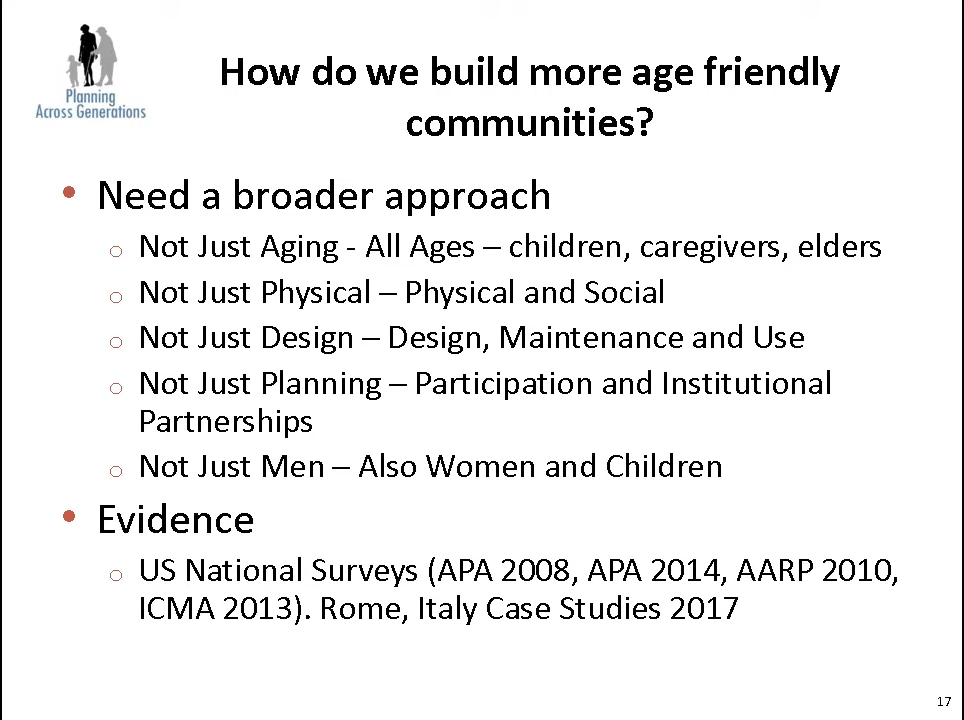 Planning
Across Generations
How do we build more age friendly
communities?
• Need a broader approach
o Not Just Aging - All Ages – children, caregivers, elders
o Not Just Physical – Physical and Social
o Not Just Design – Design, Maintenance and Use
o Not Just Planning – Participation and Institutional
Partnerships
o Not Just Men – Also Women and Children
• Evidence
o US National Surveys (APA 2008, APA 2014, AARP 2010,
ICMA 2013). Rome, Italy Case Studies 2017
17